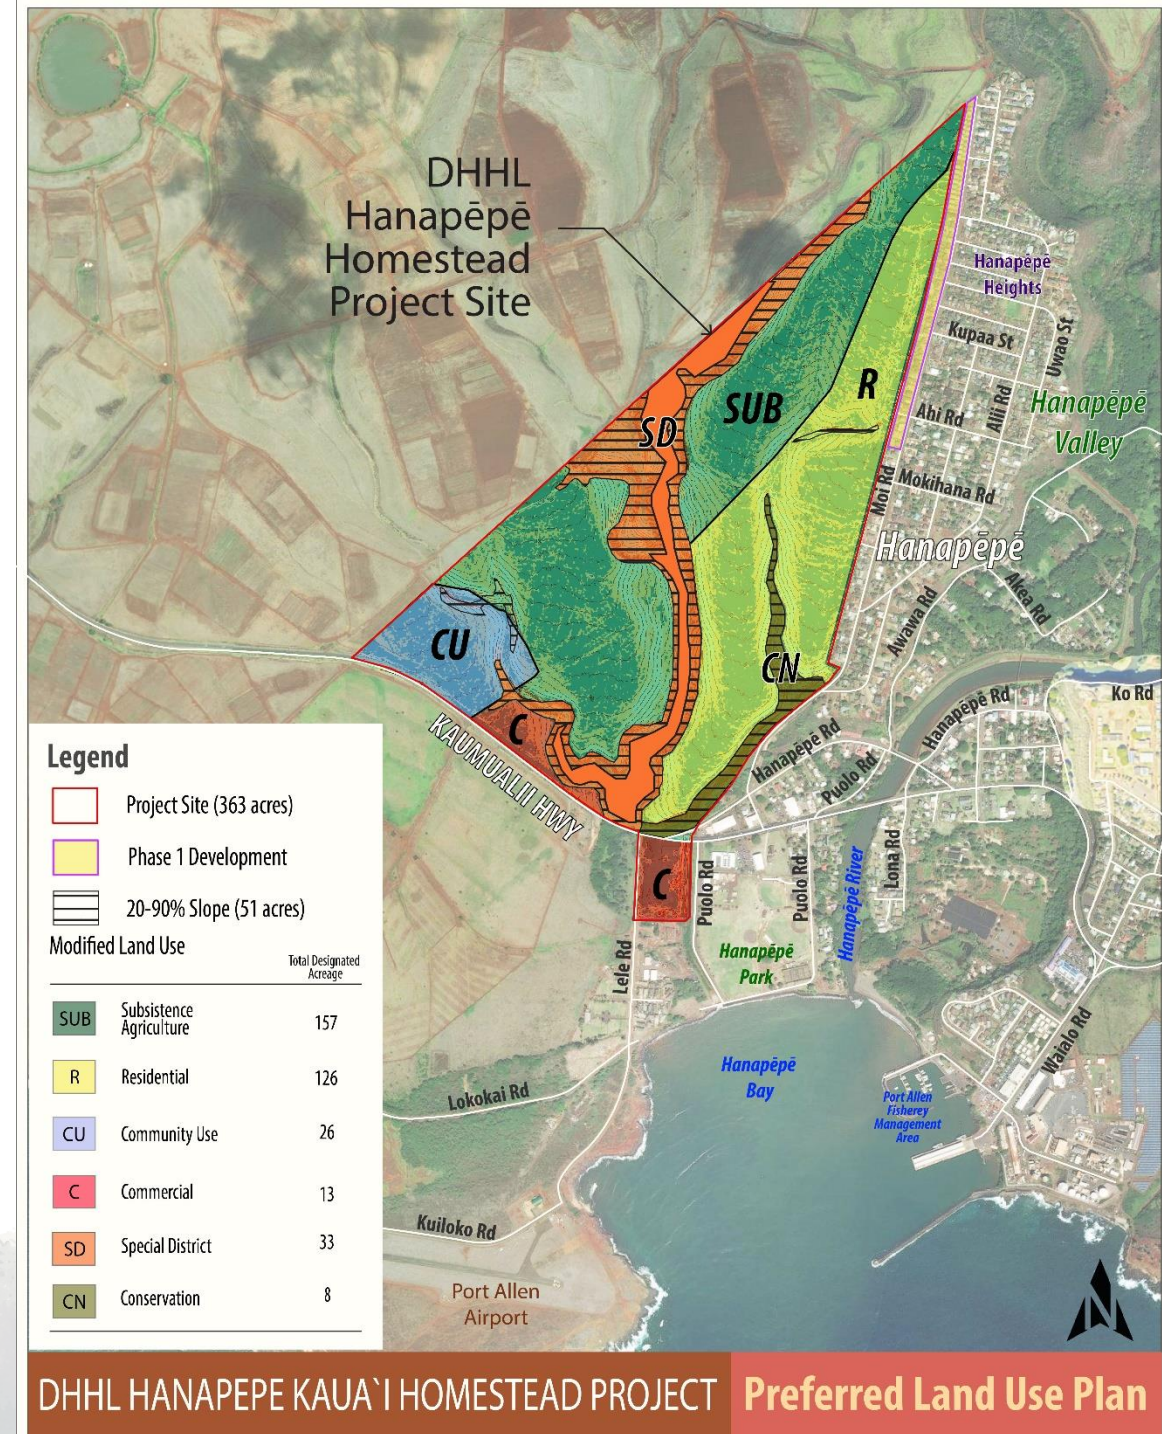 DHHL
Hanapēpē
Homestead
Project Site
Hanapēpē
Heights
Kupaa St
Uwao St
Hanapēpē
Valley
R
SUB
SD
Ahi Rd
Alii Rd
Moi Rd
Mokihana Rd
Hanapēpē
Akea Rd
Awawa Rd
CU
CN
C
KAUMUALII HWY
Hanapēpē Rd
Hanapēpē Rd
Ko Rd
Puolo Rd
C
Puolo Rd
Puolo Rd
Hanapēpē River
Lona Rd
Lele Rd
Hanapēpē
Park
Waialo Rd
Hanapēpē
Bay
Port Allen
Fisherey
Management
Area
Lokokai Rd
Kuiloko Rd
Port Allen
Airport
N
Legend
Project Site (363 acres)
Phase 1 Development
20-90% Slope (51 acres)
Modified Land Use
Total Designated
Acreage
SUB Subsistence Agriculture 157
R Residential 126
CU Community Use 26
C Commercial 13
SD Special District 33
CN Conservation 8
DHHL HANAPEPE KAUA`I HOMESTEAD PROJECT Preferred Land Use Plan